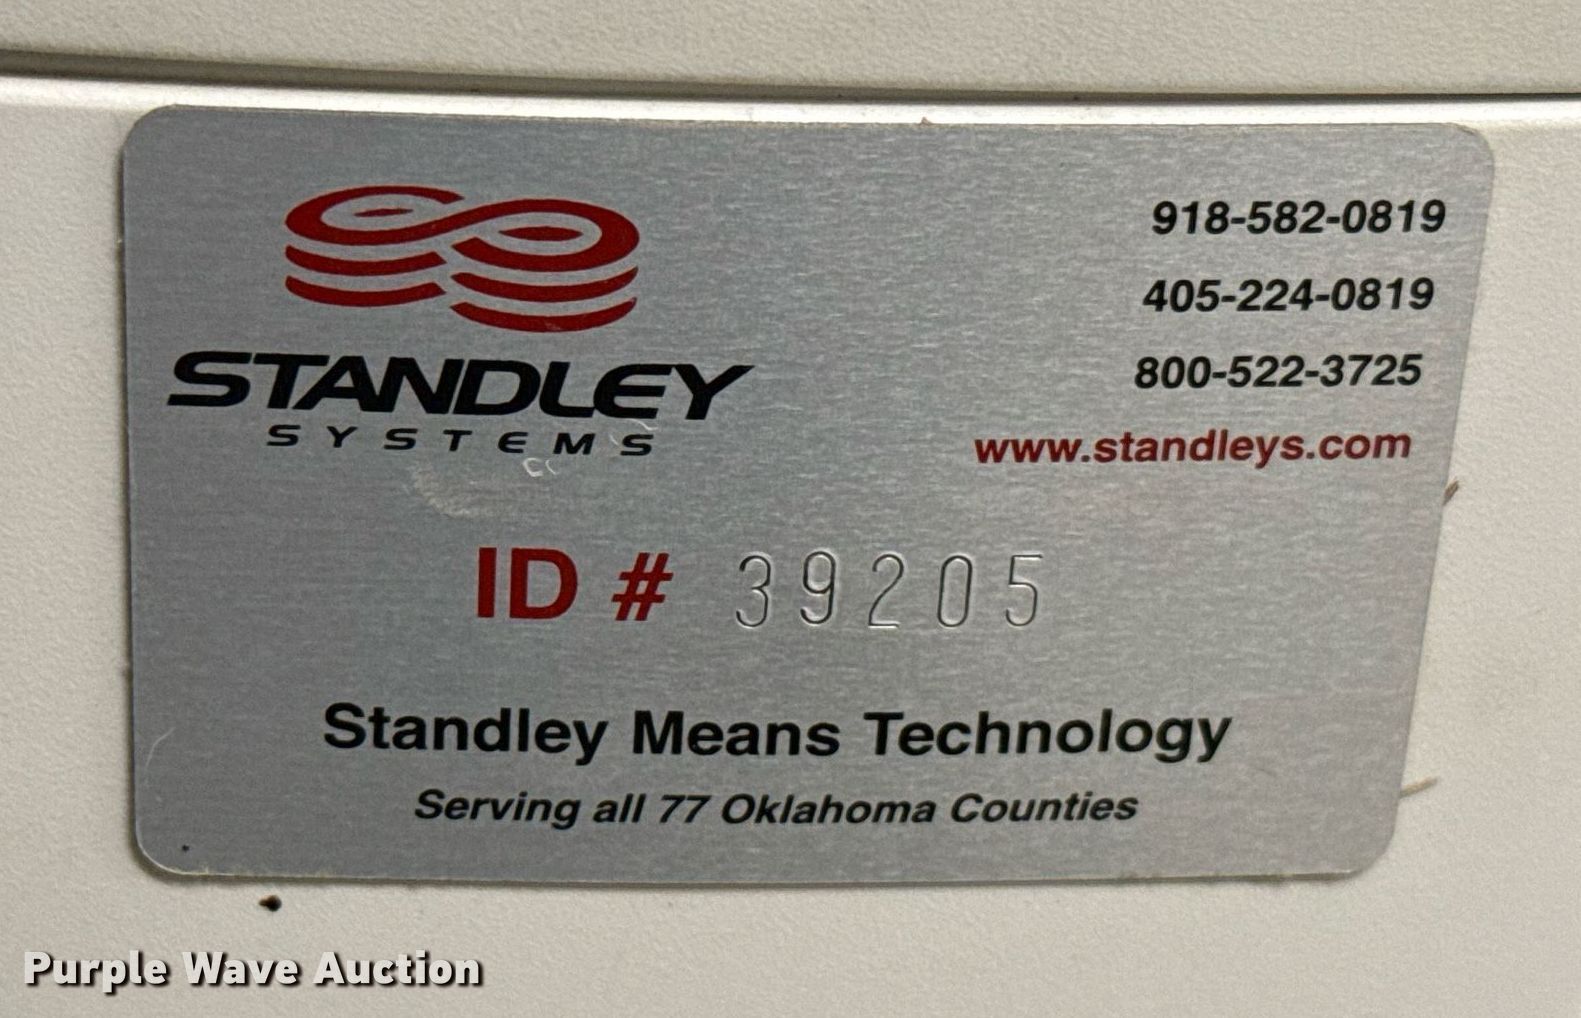 STANDLEY
SYSTEMS
918-582-0819
405-224-0819
800-522-3725
www.standleys.com
ID # 39205
Standley Means Technology
Serving all 77 Oklahoma Counties
Purple Wave Auction